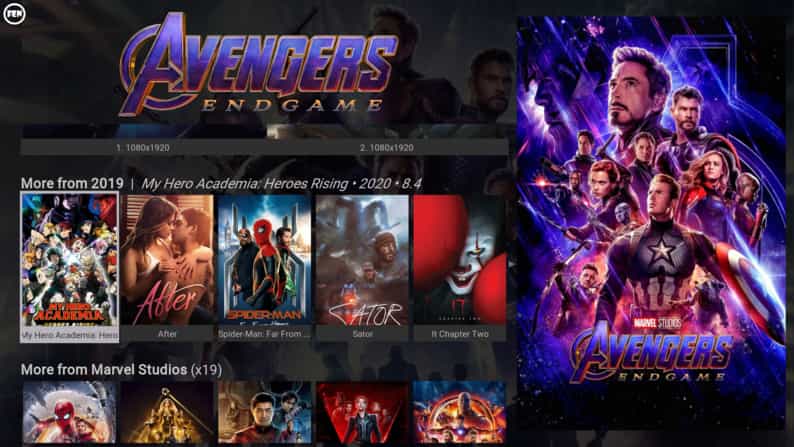 FEN
AVENGERS
ENDGAME
1. 1080x1920
2. 1080x1920
More from 2019 | My Hero Academia: Heroes Rising • 2020 • 8.4
MY HERO
ACADEMIA
After
SPIDER-MAN
SATOR
IT
CHAPTER TWO
My Hero Academia: Hero
After
Spider-Man: Far From ...
Sator
It Chapter Two
MARVEL STUDIOS
AVENGERS
ENDGAME
More from Marvel Studios (x19)